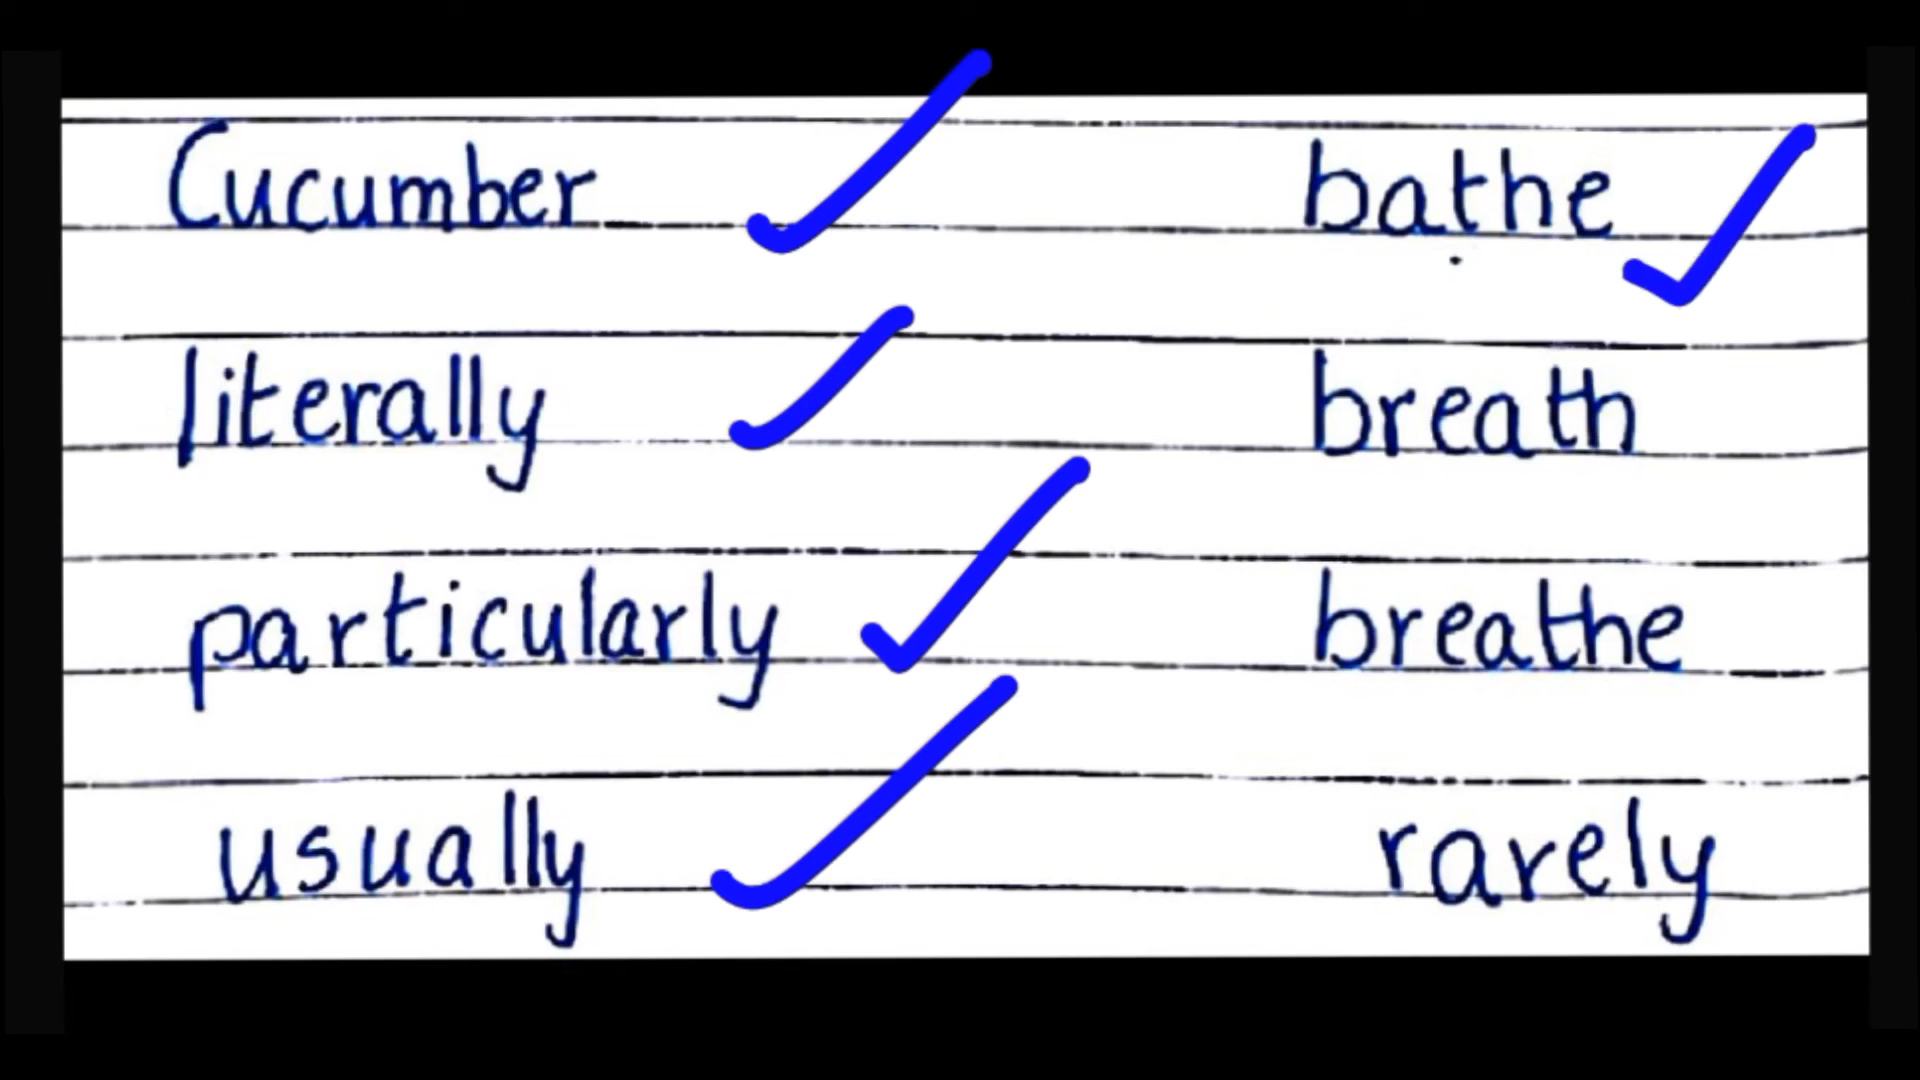 Cucumber bathe
literally breath
particularly breathe
usually rarely